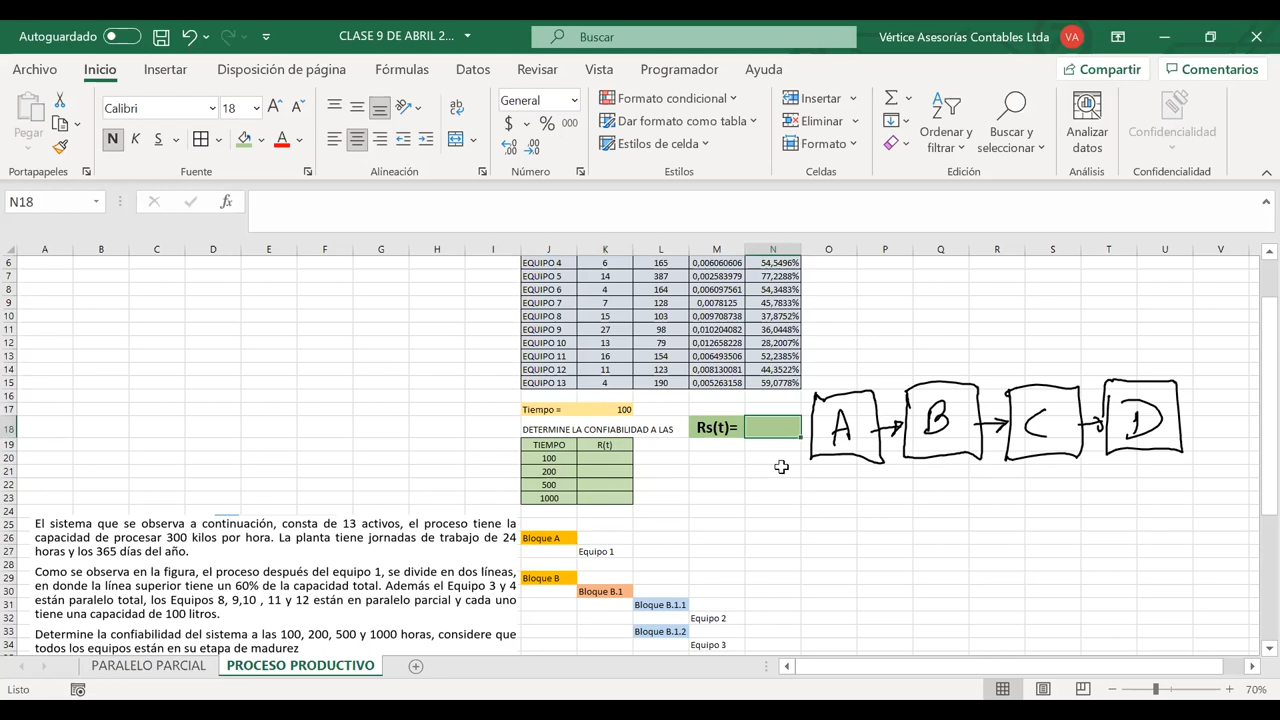 Autoguardado
CLASE 9 DE ABRIL 2...
Buscar
Vértice Asesorías Contables Ltda
VA
Archivo Inicio Insertar Disposición de página Fórmulas Datos Revisar Vista Programador Ayuda
Compartir Comentarios
Pegar
Calibri 18
N K S
General
$ % 000
Formato condicional
Dar formato como tabla
Estilos de celda
Insertar
Eliminar
Formato
Ordenar y filtrar
Buscar y seleccionar
Analizar datos
Confidencialidad
Portapapeles Fuente Alineación Número Estilos Celdas Edición Análisis Confidencialidad
N18 fx
A B C D E F G H I J K L M N O P Q R S T U V
6 EQUIPO 4 6 165 0,006060606 54,5496%
7 EQUIPO 5 14 387 0,002583979 77,2288%
8 EQUIPO 6 4 164 0,006097561 54,3483%
9 EQUIPO 7 7 128 0,0078125 45,7833%
10 EQUIPO 8 15 103 0,009708738 37,8752%
11 EQUIPO 9 27 98 0,010204082 36,0448%
12 EQUIPO 10 13 79 0,012658228 28,2007%
13 EQUIPO 11 16 154 0,006493506 52,2385%
14 EQUIPO 12 11 123 0,008130081 44,3522%
15 EQUIPO 13 4 190 0,005263158 59,0778%
16
17 Tiempo = 100
18 DETERMINE LA CONFIABILIDAD A LAS Rs(t)= A B C D
19 TIEMPO R(t)
20 100
21 200
22 500
23 1000
24
25
26 Bloque A
27 Equipo 1
29 Bloque B
30 Bloque B.1
31 Bloque B.1.1
32 Equipo 2
33 Bloque B.1.2
34 Equipo 3
El sistema que se observa a continuación, consta de 13 activos, el proceso tiene la
capacidad de procesar 300 kilos por hora. La planta tiene jornadas de trabajo de 24
horas y los 365 días del año.
Como se observa en la figura, el proceso después del equipo 1, se divide en dos líneas,
en donde la línea superior tiene un 60% de la capacidad total. Además el Equipo 3 y 4
están paralelo total, los Equipos 8, 9,10 , 11 y 12 están en paralelo parcial y cada uno
tiene una capacidad de 100 litros.
Determine la confiabilidad del sistema a las 100, 200, 500 y 1000 horas, considere que
todos los equipos están en su etapa de madurez
PARALELO PARCIAL PROCESO PRODUCTIVO
Listo
70%